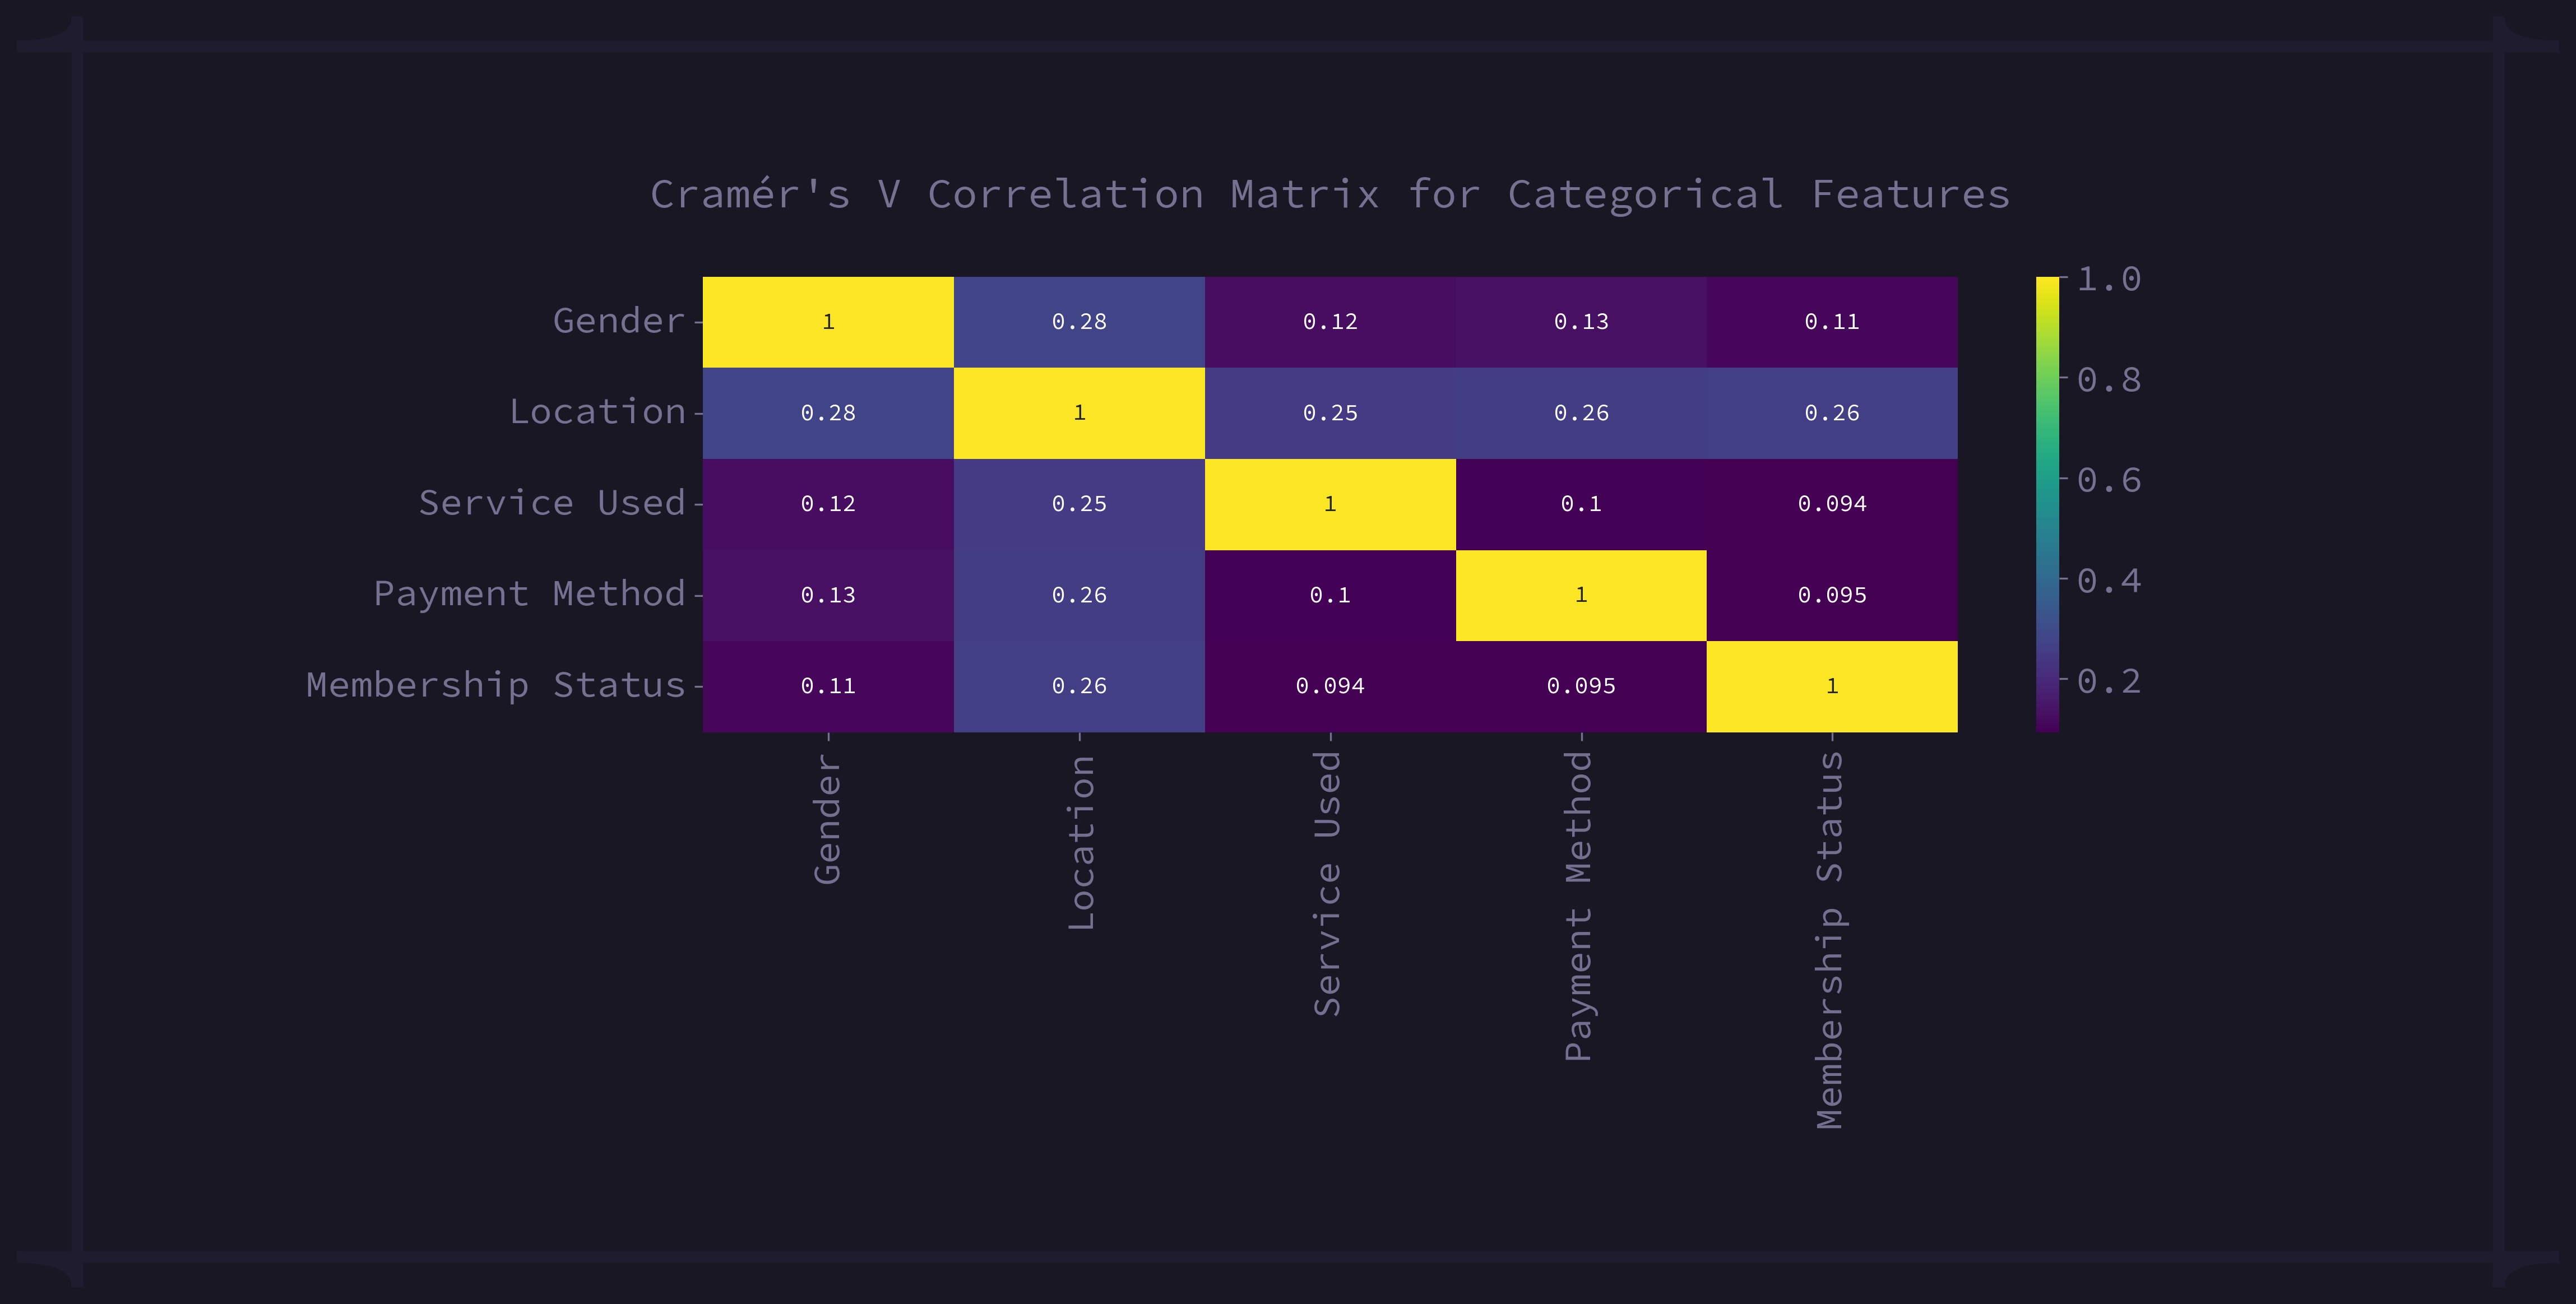 Cramér's V Correlation Matrix for Categorical Features
Gender 1 0.28 0.12 0.13 0.11
Location 0.28 1 0.25 0.26 0.26
Service Used 0.12 0.25 1 0.1 0.094
Payment Method 0.13 0.26 0.1 1 0.095
Membership Status 0.11 0.26 0.094 0.095 1
Gender
Location
Service Used
Payment Method
Membership Status
1.0
0.8
0.6
0.4
0.2